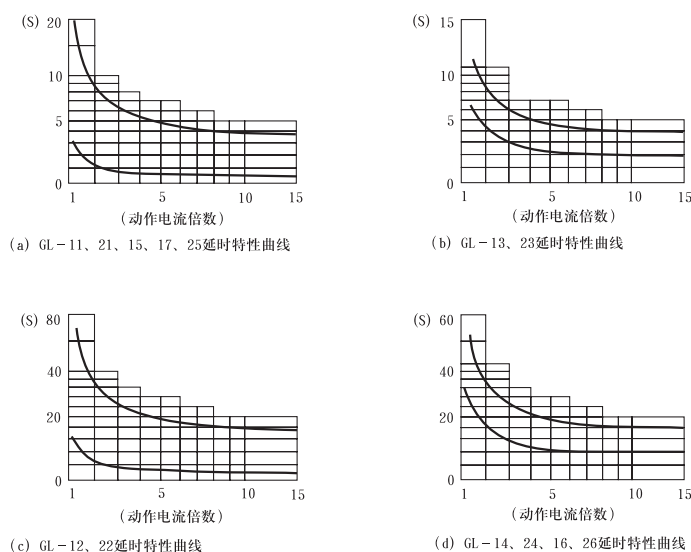 (S) 20
10
5
0
1 5 10 15
(动作电流倍数)
(a) GL-11、21、15、17、25延时特性曲线
(S) 15
10
5
0
1 5 10 15
(动作电流倍数)
(b) GL-13、23延时特性曲线
(S) 80
40
20
0
1 5 10 15
(动作电流倍数)
(c) GL-12、22延时特性曲线
(S) 60
40
20
0
1 5 10 15
(动作电流倍数)
(d) GL-14、24、16、26延时特性曲线